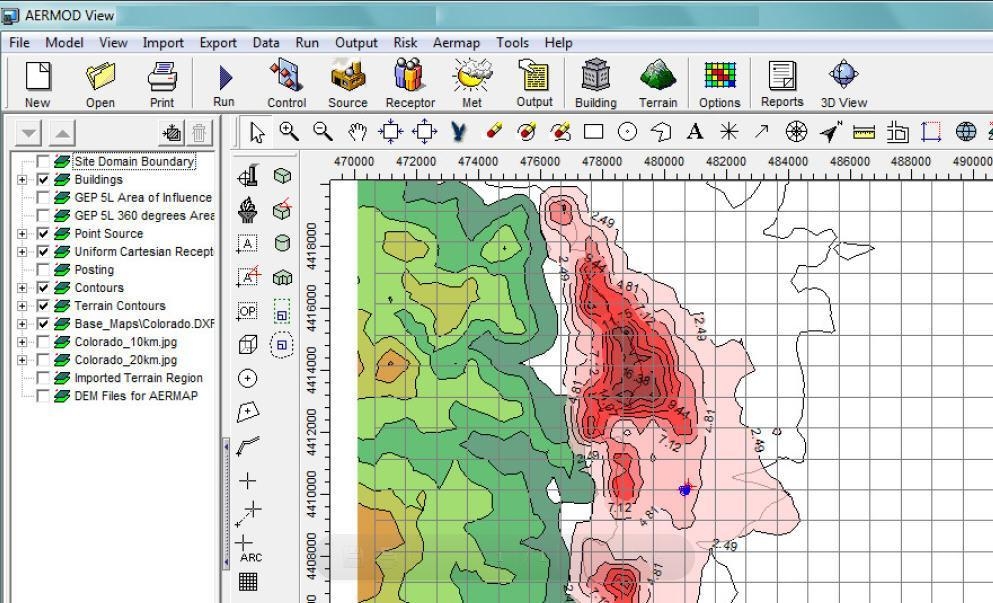 AERMOD View
File Model View Import Export Data Run Output Risk Aermap Tools Help
New Open Print Run Control Source Receptor Met Output Building Terrain Options Reports 3D View
A
470000 472000 474000 476000 478000 480000 482000 484000 486000 488000 490000
Site Domain Boundary
Buildings
GEP 5L Area of Influence
GEP 5L 360 degrees Area
Point Source
Uniform Cartesian Recept
Posting
Contours
Terrain Contours
Base_Maps\Colorado.DXF
Colorado_10km.jpg
Colorado_20km.jpg
Imported Terrain Region
DEM Files for AERMAP
A
A
OP
ARC
4418000
4416000
4414000
4412000
4410000
4408000
2.49
9.44
2.49
4.81
7.12
2.49
7.12
4.81
9.44
2.81
7.12
2.49
2.49
7.12
4.81
2.49
4.81